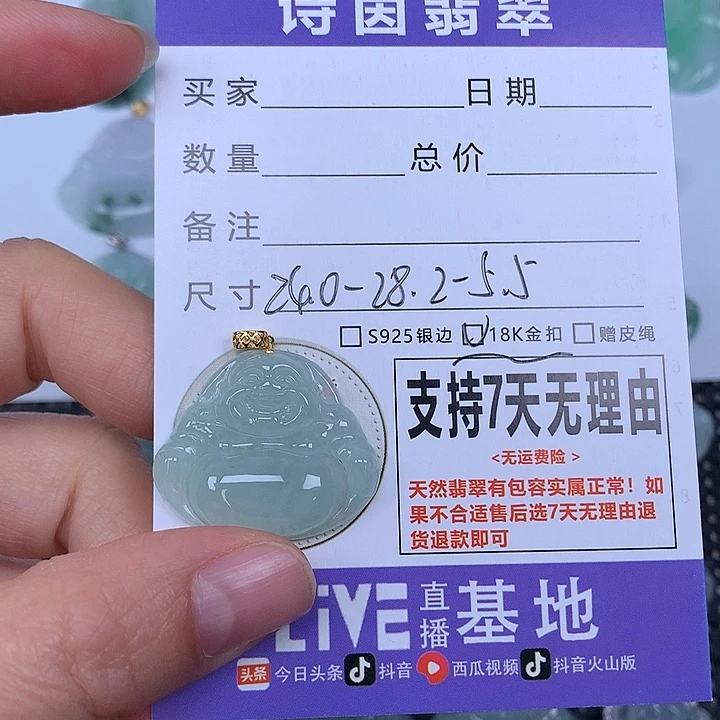 诗茵翡翠
买家 日期
数量 总价
备注
尺寸 26.0-28.2-5.5
S925银边 18K金扣 赠皮绳
支持7天无理由
<无运费险>
天然翡翠有包容实属正常！如
果不合适售后选7天无理由退
货退款即可
LiVE 直播 基地
头条 今日头条 抖音 西瓜视频 抖音火山版